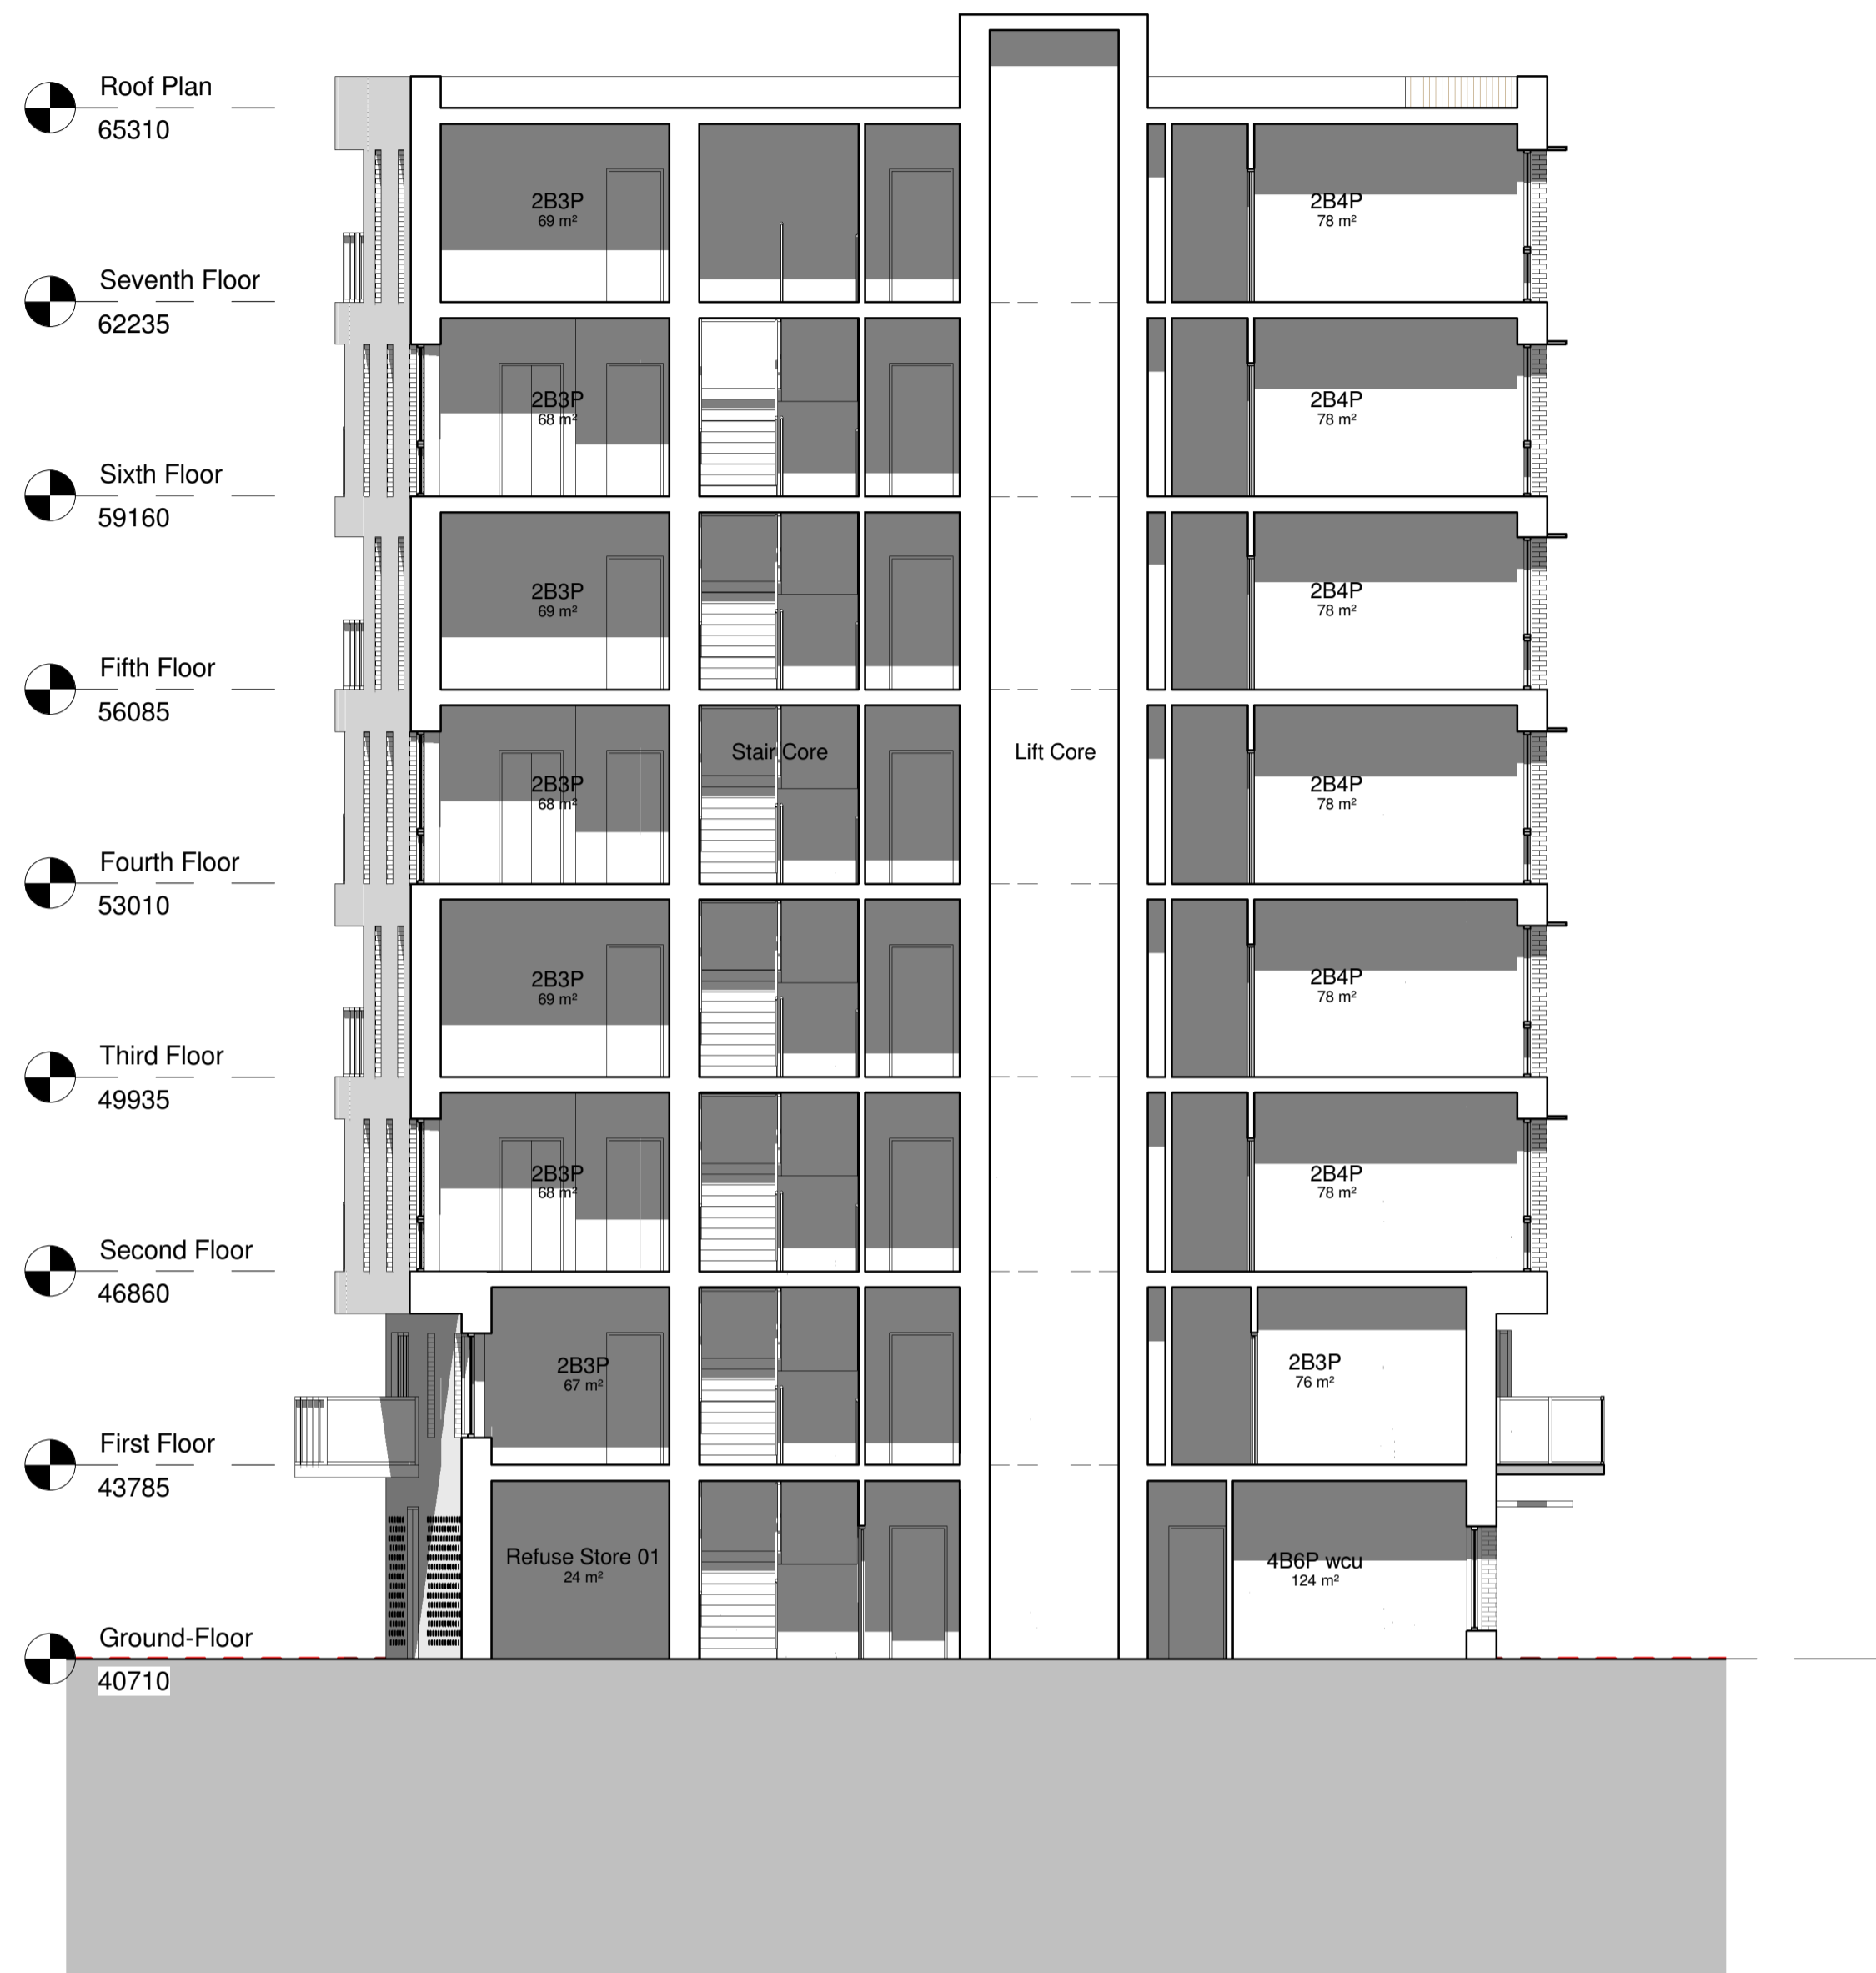 Roof Plan
65310
2B3P
69 m²
2B4P
78 m²
Seventh Floor
62235
2B3P
68 m²
2B4P
78 m²
Sixth Floor
59160
2B3P
69 m²
2B4P
78 m²
Fifth Floor
56085
Stair Core
Lift Core
2B3P
68 m²
2B4P
78 m²
Fourth Floor
53010
2B3P
69 m²
2B4P
78 m²
Third Floor
49935
2B3P
68 m²
2B4P
78 m²
Second Floor
46860
2B3P
67 m²
2B3P
76 m²
First Floor
43785
Refuse Store 01
24 m²
4B6P wcu
124 m²
Ground-Floor
40710